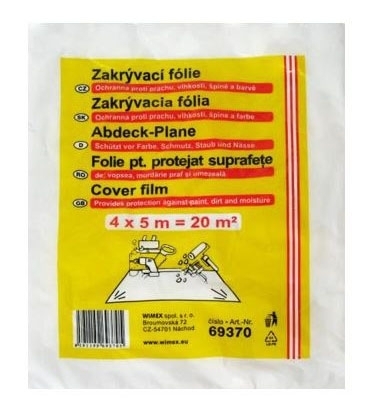 Zakrývací fólie
CZ Ochranna proti prachu, vlhkosti, špíně a barvě
Zakrývacia fólia
SK Ochranna proti prachu, vlhkosti, špine a farbe
Abdeck-Plane
D Schützt vor Farbe, Schmutz, Staub und Nässe
Folie pt. protejat suprafețe
RO de: vopsea, murdărie praf și umezeală
Cover film
GB Provides protection against paint, dirt and moisture
4 x 5 m = 20 m²
WIMEX spol. s r. o.
Broumovská 72
CZ-54701 Náchod
www.wimex.eu
číslo - Art.-Nr.
69370